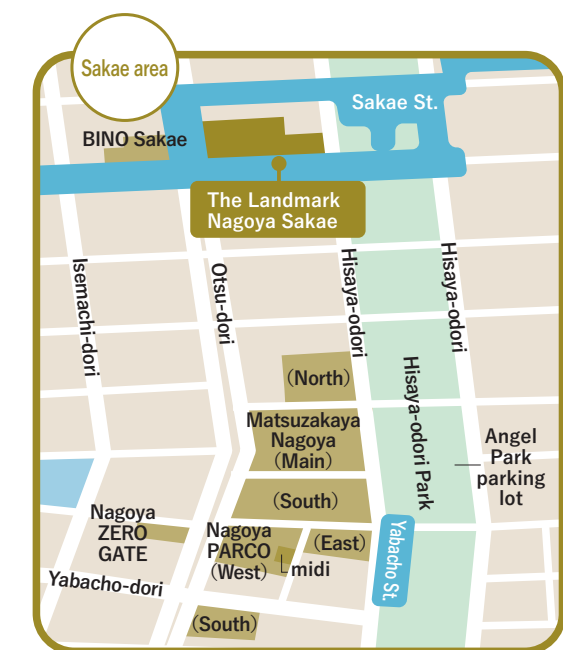 Sakae area
Sakae St.
BINO Sakae
The Landmark
Nagoya Sakae
Isemachi-dori
Otsu-dori
Hisaya-odori
Hisaya-odori
(North)
Hisaya-odori Park
Matsuzakaya
Nagoya
(Main)
Angel
Park
parking
lot
(South)
Nagoya
ZERO
GATE
Nagoya
PARCO
(West)
midi
(East)
Yabacho St.
Yabacho-dori
(South)